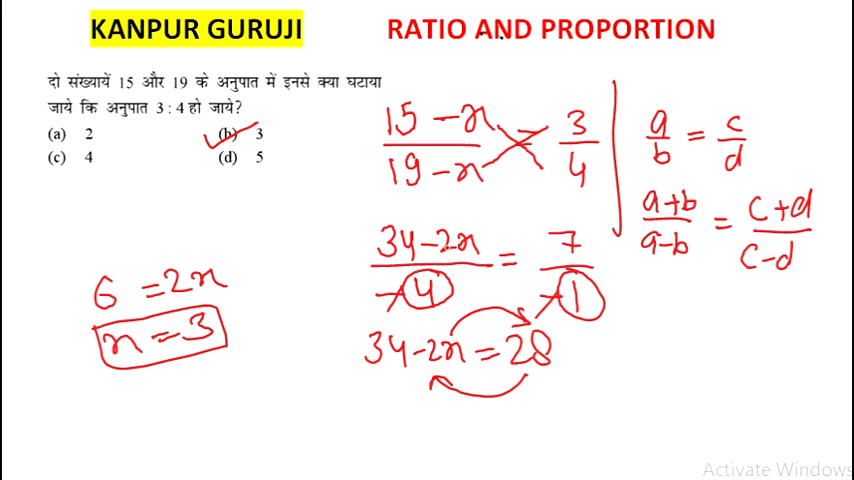 KANPUR GURUJI
RATIO AND PROPORTION
दो संख्यायें 15 और 19 के अनुपात में इनसे क्या घटाया
जाये कि अनुपात 3 : 4 हो जाये?
(a) 2 (b) 3
(c) 4 (d) 5
15 - x / 19 - x 3 / 4
a / b = c / d
a + b / a - b = c + d / c - d
34 - 2x / -4 = 7 / -1
34 - 2x = 28
6 = 2x
x = 3
Activate Windows